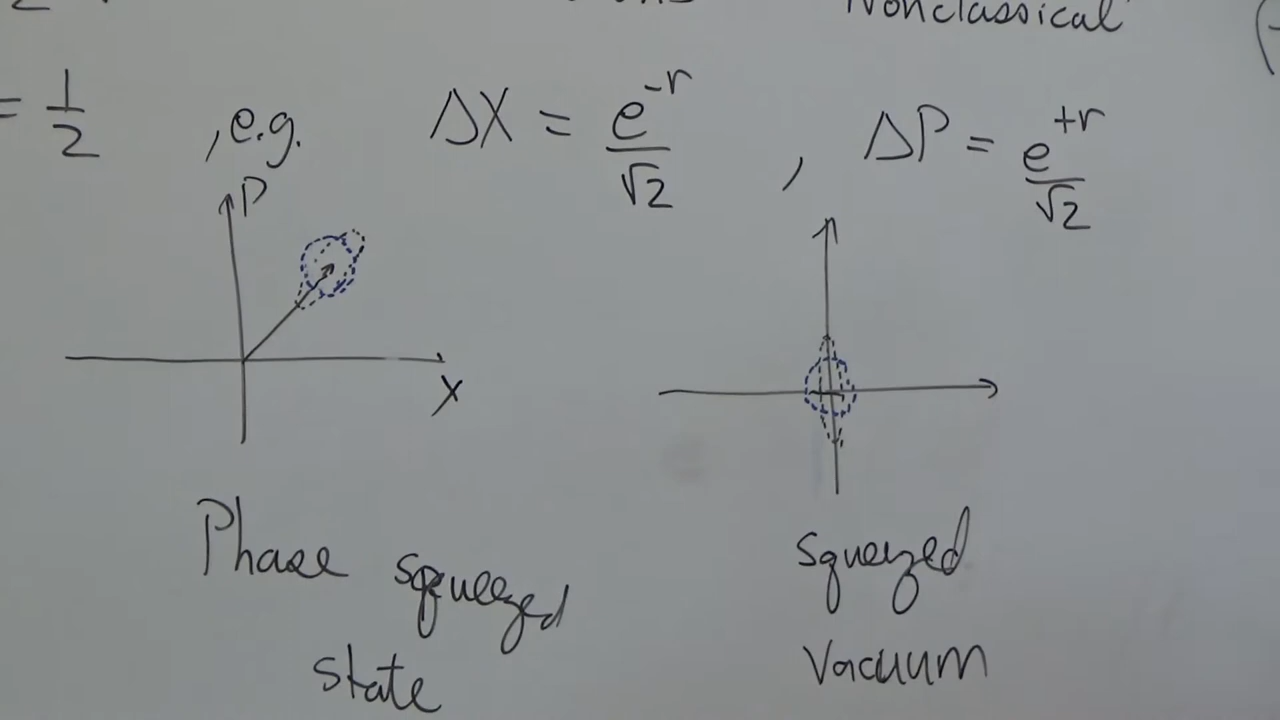 Nonclassical
= 1/2 , e.g. ΔX = e^{-r}/√2 , ΔP = e^{+r}/√2
P
X
Phase squeezed
state
squeezed
vacuum